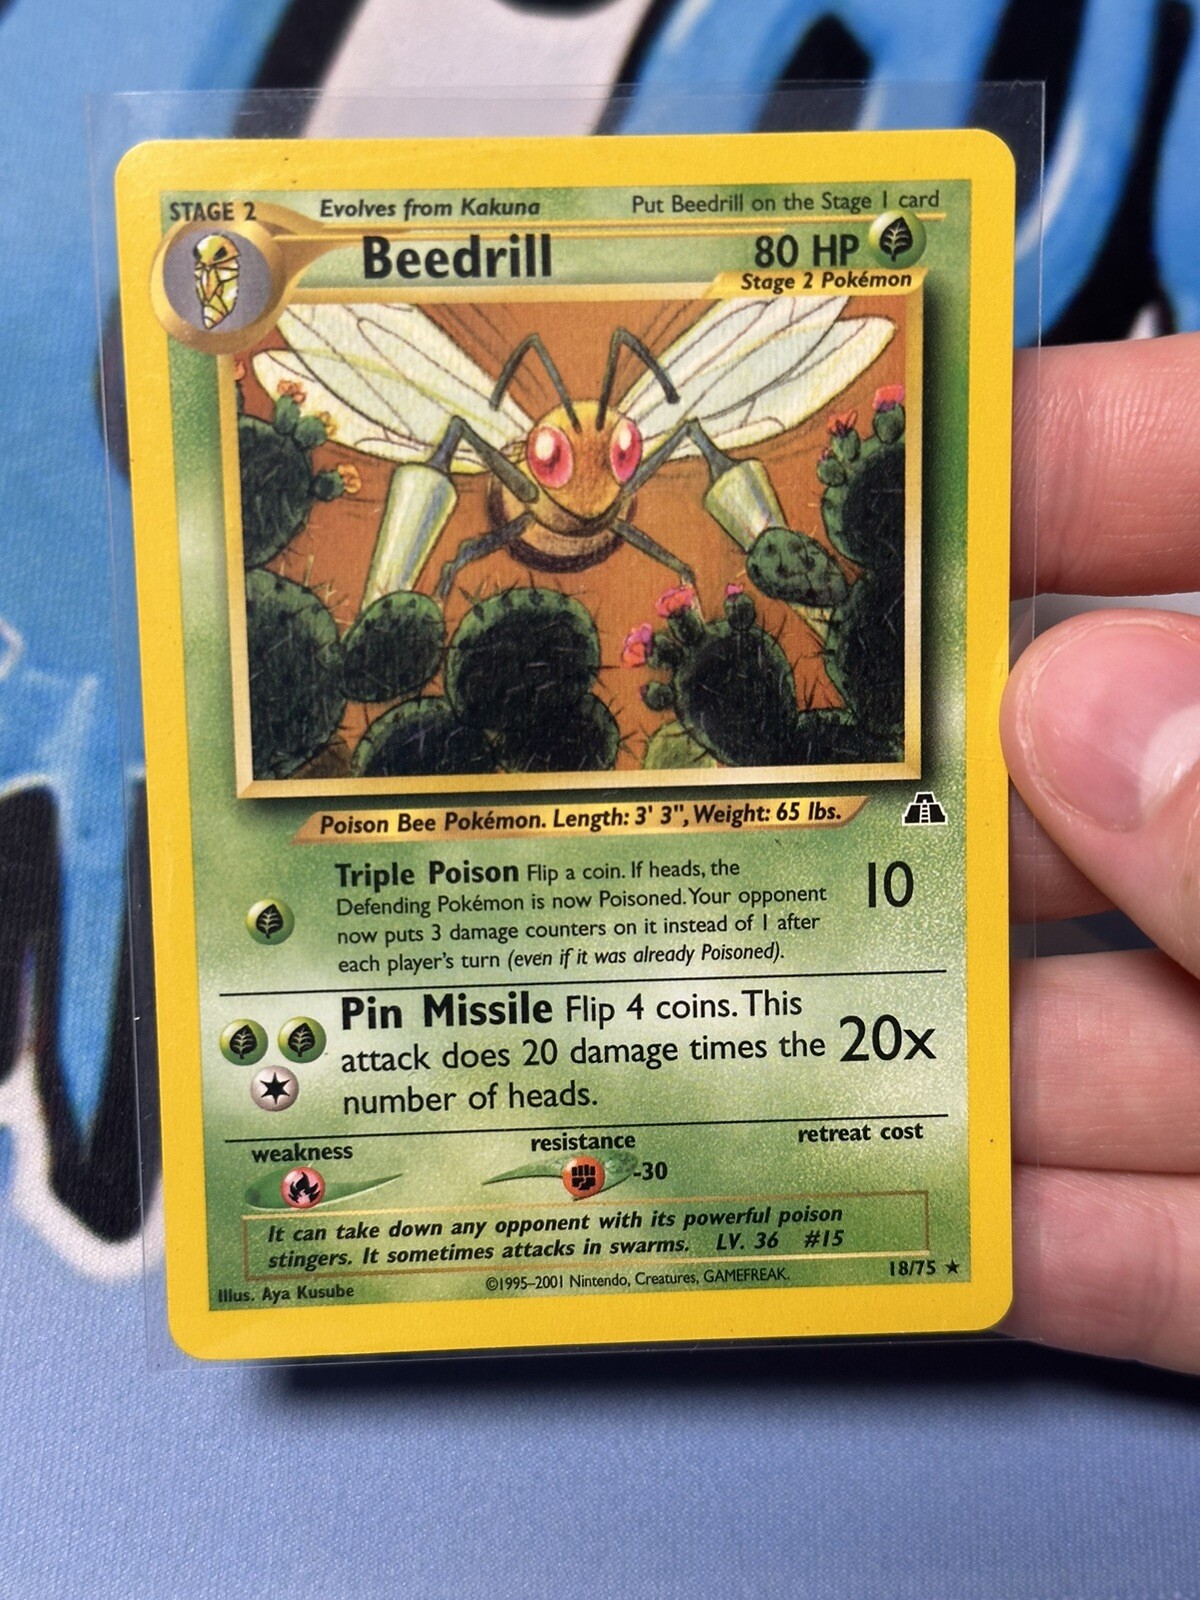 STAGE 2
Evolves from Kakuna
Put Beedrill on the Stage 1 card
Beedrill
80 HP
Stage 2 Pokémon
Poison Bee Pokémon. Length: 3' 3", Weight: 65 lbs.
Triple Poison Flip a coin. If heads, the
Defending Pokémon is now Poisoned. Your opponent
now puts 3 damage counters on it instead of 1 after
each player's turn (even if it was already Poisoned).
10
Pin Missile Flip 4 coins. This
attack does 20 damage times the
number of heads.
20x
weakness
resistance
retreat cost
-30
It can take down any opponent with its powerful poison
stingers. It sometimes attacks in swarms. LV. 36 #15
Illus. Aya Kusube
©1995–2001 Nintendo, Creatures, GAMEFREAK.
18/75 ★